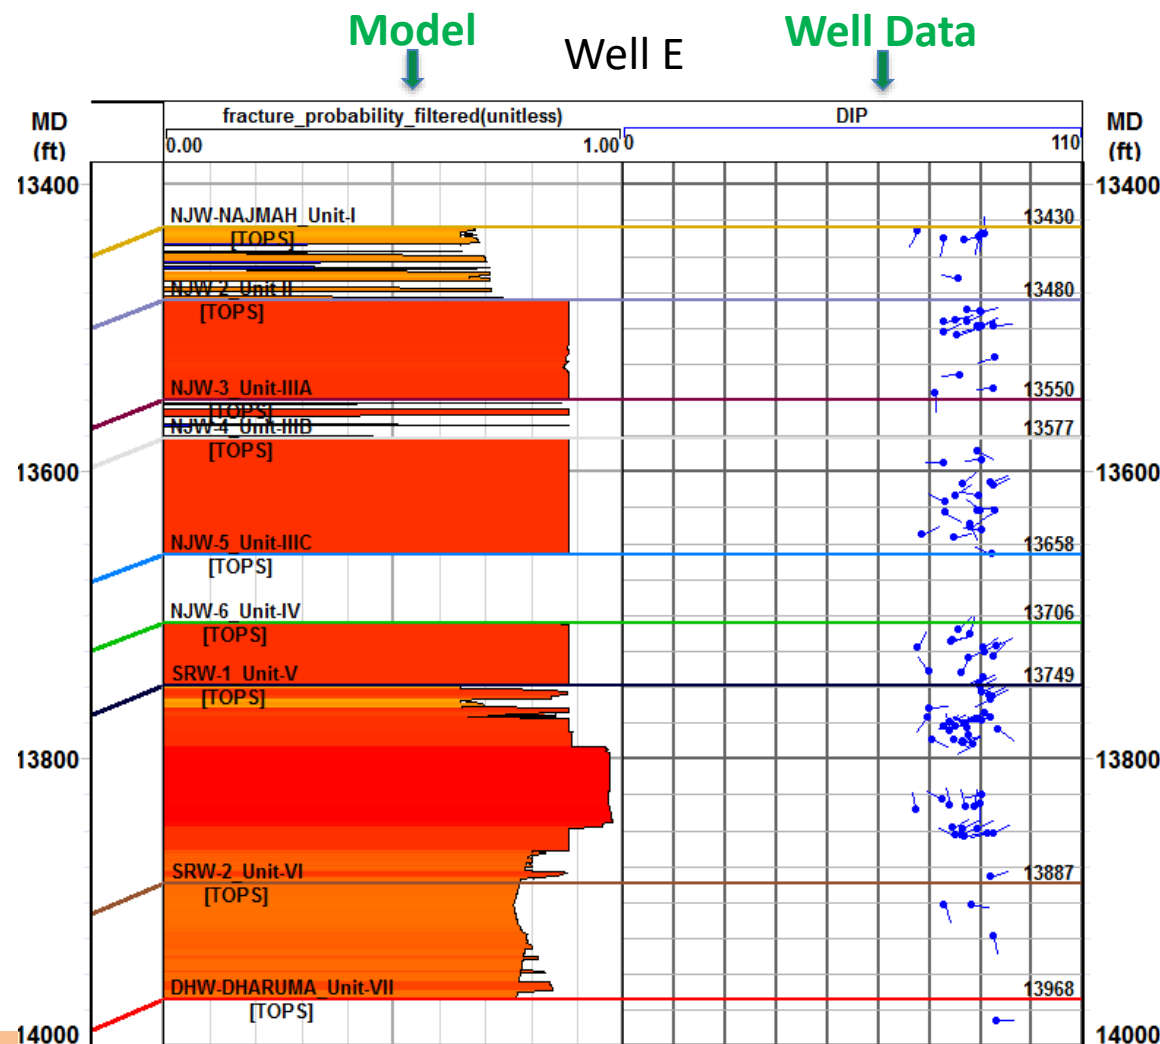 Model
Well E
Well Data
MD
(ft)
fracture_probability_filtered(unitless)
0.00 1.00
DIP
0 110
MD
(ft)
13400 13400
NJW-NAJMAH_Unit-I 13430
[TOPS]
NJW-2_Unit II 13480
[TOPS]
NJW-3_Unit-IIIA 13550
[TOPS]
NJW-4_Unit-IIIB 13577
[TOPS]
13600 13600
NJW-5_Unit-IIIC 13658
[TOPS]
NJW-6_Unit-IV 13706
[TOPS]
SRW-1_Unit-V 13749
[TOPS]
13800 13800
SRW-2_Unit-VI 13887
[TOPS]
DHW-DHARUMA_Unit-VII 13968
[TOPS]
14000 14000